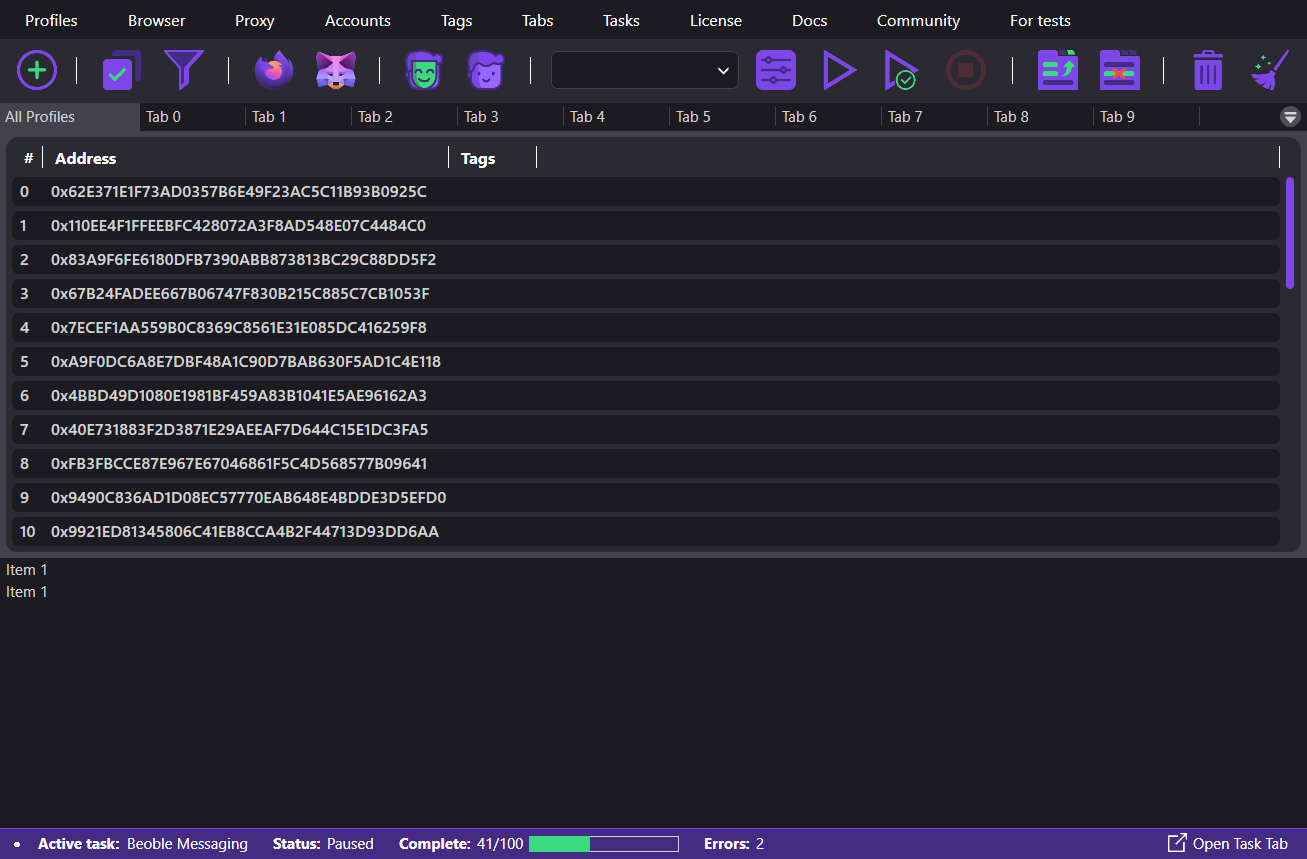 Profiles Browser Proxy Accounts Tags Tabs Tasks License Docs Community For tests
All Profiles Tab 0 Tab 1 Tab 2 Tab 3 Tab 4 Tab 5 Tab 6 Tab 7 Tab 8 Tab 9
# Address Tags
0 0x62E371E1F73AD0357B6E49F23AC5C11B93B0925C
1 0x110EE4F1FFEEBFC428072A3F8AD548E07C4484C0
2 0x83A9F6FE6180DFB7390ABB873813BC29C88DD5F2
3 0x67B24FADEE667B06747F830B215C885C7CB1053F
4 0x7ECEF1AA559B0C8369C8561E31E085DC416259F8
5 0xA9F0DC6A8E7DBF48A1C90D7BAB630F5AD1C4E118
6 0x4BBD49D1080E1981BF459A83B1041E5AE96162A3
7 0x40E731883F2D3871E29AEEAF7D644C15E1DC3FA5
8 0xFB3FBCCE87E967E67046861F5C4D568577B09641
9 0x9490C836AD1D08EC57770EAB648E4BDDE3D5EFD0
10 0x9921ED81345806C41EB8CCA4B2F44713D93DD6AA
Item 1
Item 1
Active task: Beoble Messaging Status: Paused Complete: 41/100 Errors: 2 Open Task Tab